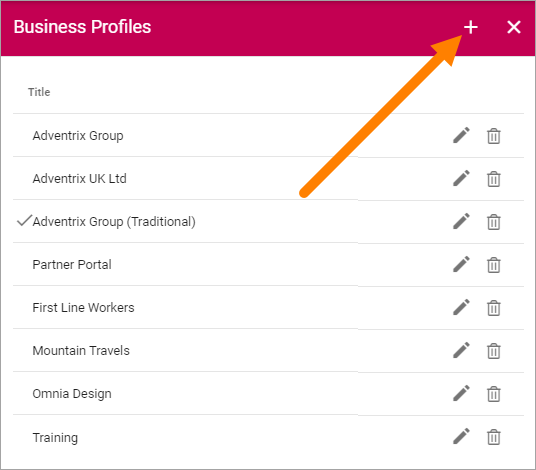 Business Profiles
Title
Adventrix Group
Adventrix UK Ltd
Adventrix Group (Traditional)
Partner Portal
First Line Workers
Mountain Travels
Omnia Design
Training